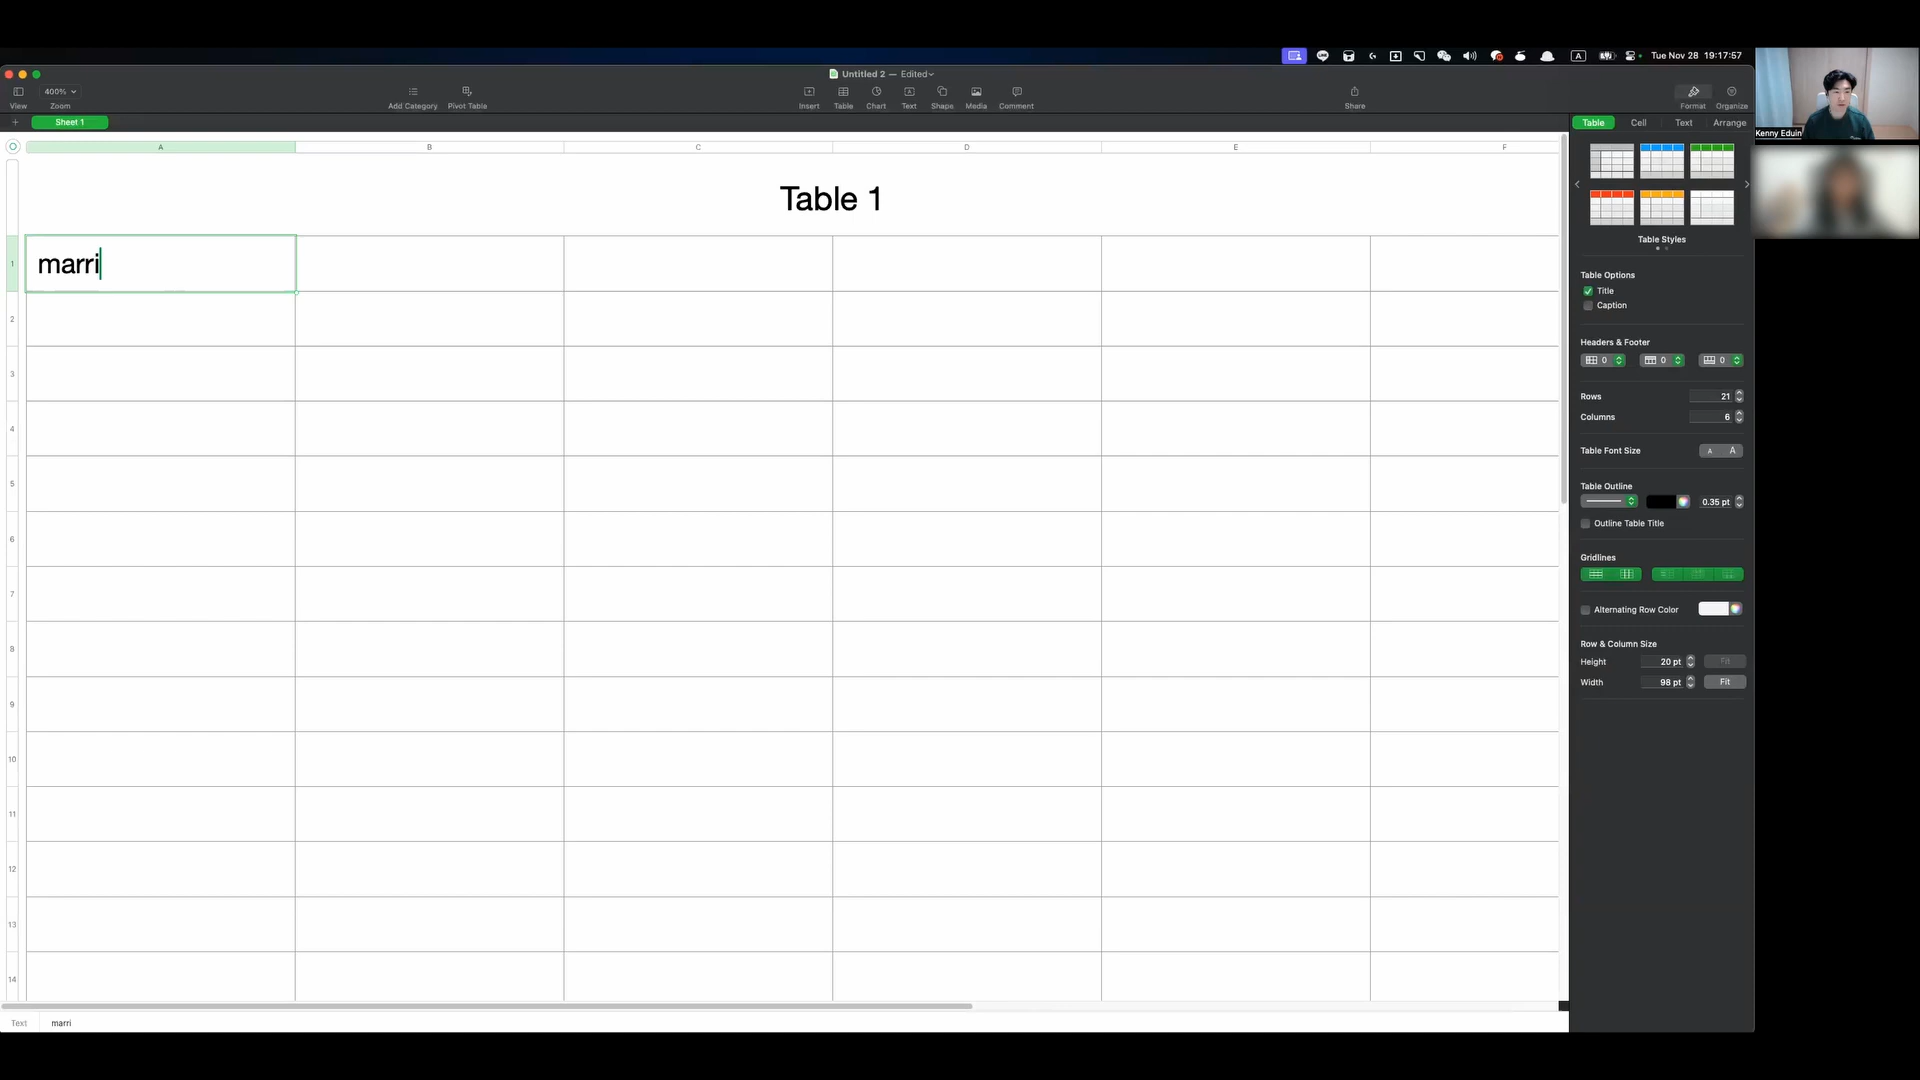 Tue Nov 28 19:17:57
Untitled 2 — Edited
400%
View
Zoom
Add Category
Pivot Table
Insert
Table
Chart
Text
Shape
Media
Comment
Share
Format
Organize
Sheet 1
Table
Cell
Text
Arrange
Kenny Eduin
A
B
C
D
E
F
Table 1
1
marri
2
3
4
5
6
7
8
9
10
11
12
13
14
Table Styles
Table Options
Title
Caption
Headers & Footer
0
0
0
Rows
21
Columns
6
Table Font Size
A
A
Table Outline
0.35 pt
Outline Table Title
Gridlines
Alternating Row Color
Row & Column Size
Height
20 pt
Fit
Width
98 pt
Fit
Text
marri